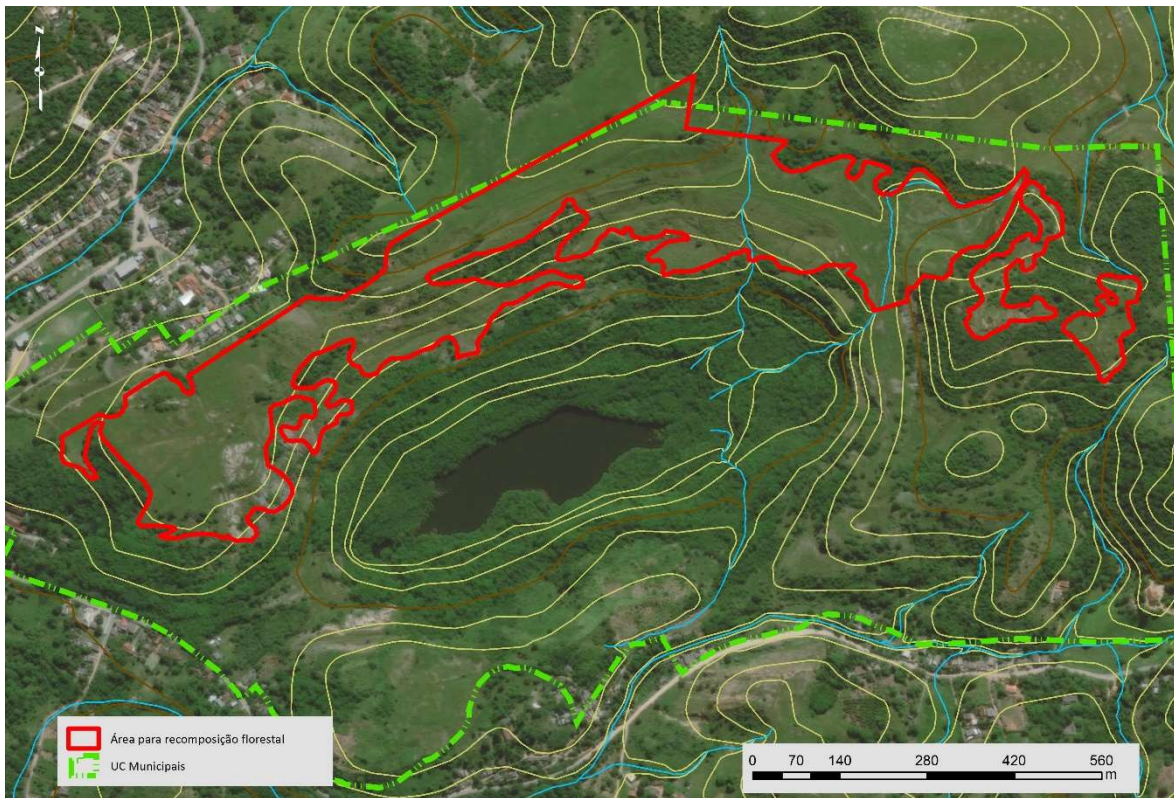 N
Área para recomposição florestal
UC Municipais
0 70 140 280 420 560
m